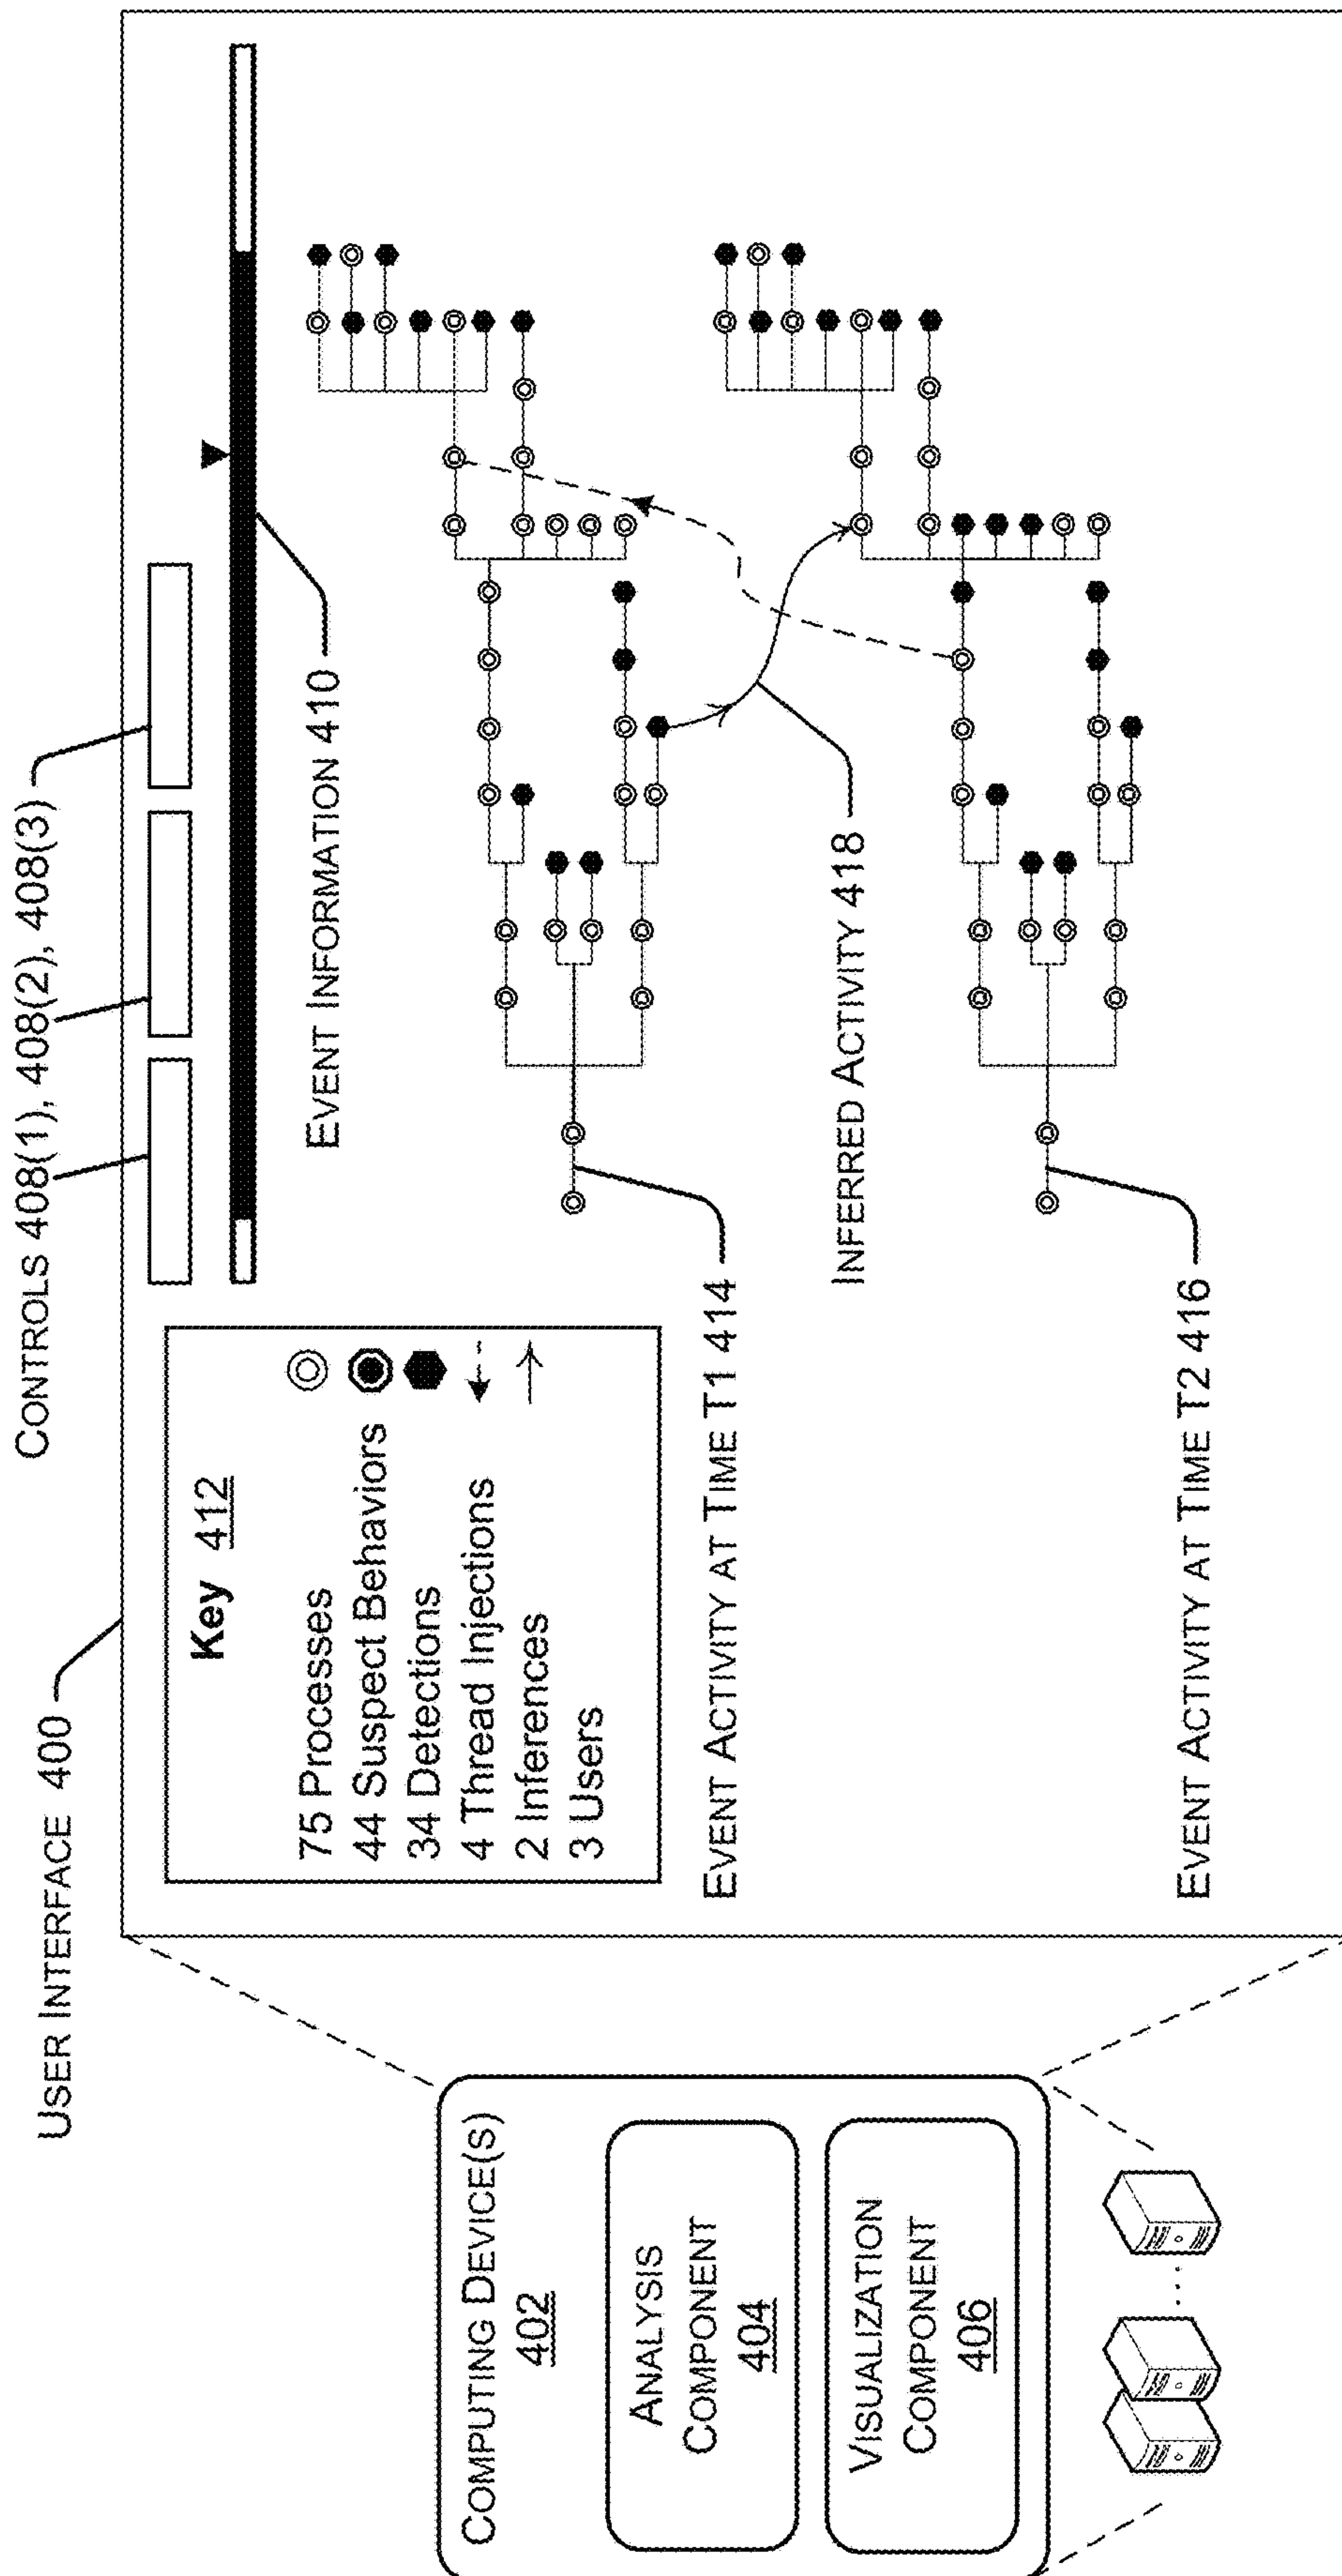 USER INTERFACE 400
CONTROLS 408(1), 408(2), 408(3)
COMPUTING DEVICE(S)
402
ANALYSIS
COMPONENT
404
VISUALIZATION
COMPONENT
406
Key 412
75 Processes
44 Suspect Behaviors
34 Detections
4 Thread Injections
2 Inferences
3 Users
EVENT INFORMATION 410
EVENT ACTIVITY AT TIME T1 414
INFERRED ACTIVITY 418
EVENT ACTIVITY AT TIME T2 416